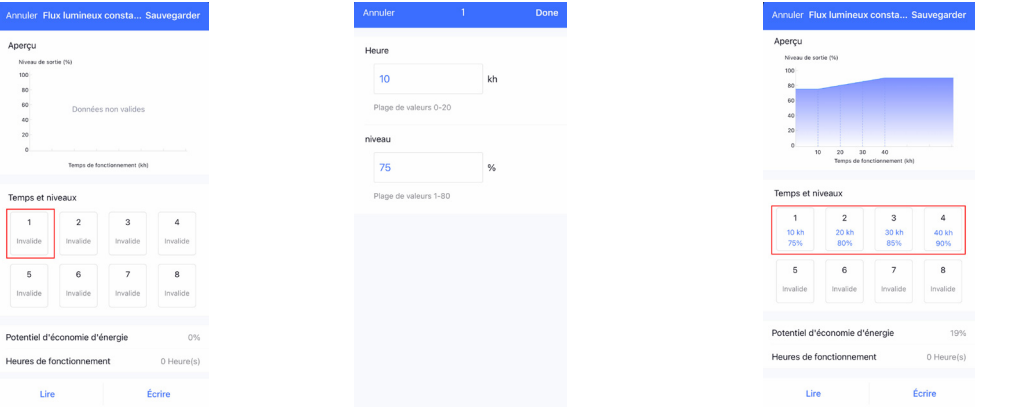 Annuler Flux lumineux consta... Sauvegarder
Aperçu
Niveau de sortie (%)
100
80
60
40
20
0
Données non valides
Temps de fonctionnement (kh)
Temps et niveaux
1 2 3 4
Invalide Invalide Invalide Invalide
5 6 7 8
Invalide Invalide Invalide Invalide
Potentiel d'économie d'énergie 0%
Heures de fonctionnement 0 Heure(s)
Lire Écrire
Annuler 1 Done
Heure
10 kh
Plage de valeurs 0-20
niveau
75 %
Plage de valeurs 1-80
Annuler Flux lumineux consta... Sauvegarder
Aperçu
Niveau de sortie (%)
100
80
60
40
20
0
10 20 30 40
Temps de fonctionnement (kh)
Temps et niveaux
1 2 3 4
10 kh 20 kh 30 kh 40 kh
75% 80% 85% 90%
5 6 7 8
Invalide Invalide Invalide Invalide
Potentiel d'économie d'énergie 19%
Heures de fonctionnement 0 Heure(s)
Lire Écrire